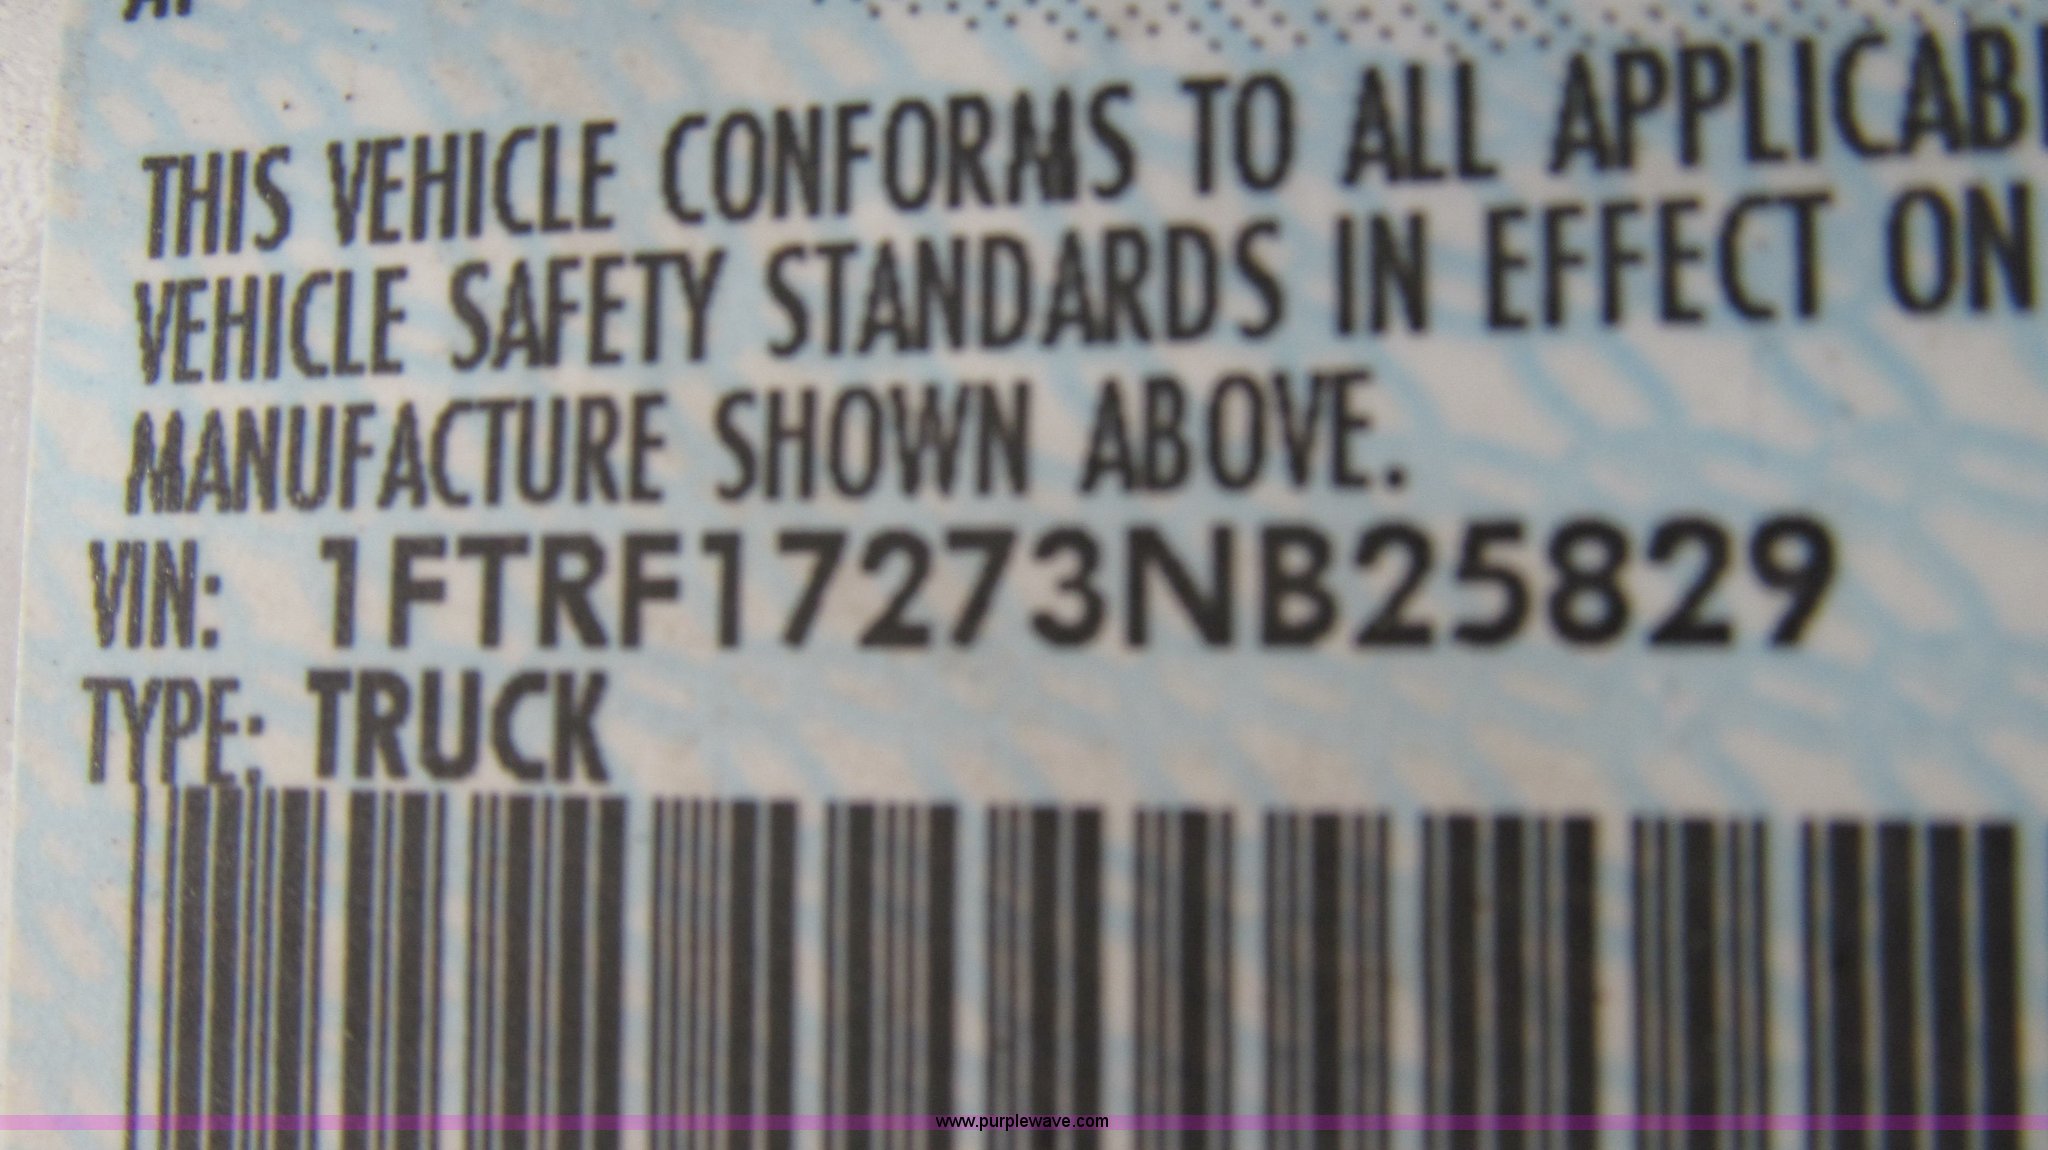 THIS VEHICLE CONFORMS TO ALL APPLICAB
VEHICLE SAFETY STANDARDS IN EFFECT ON
MANUFACTURE SHOWN ABOVE.
VIN: 1FTRF17273NB25829
TYPE: TRUCK
www.purplewave.com